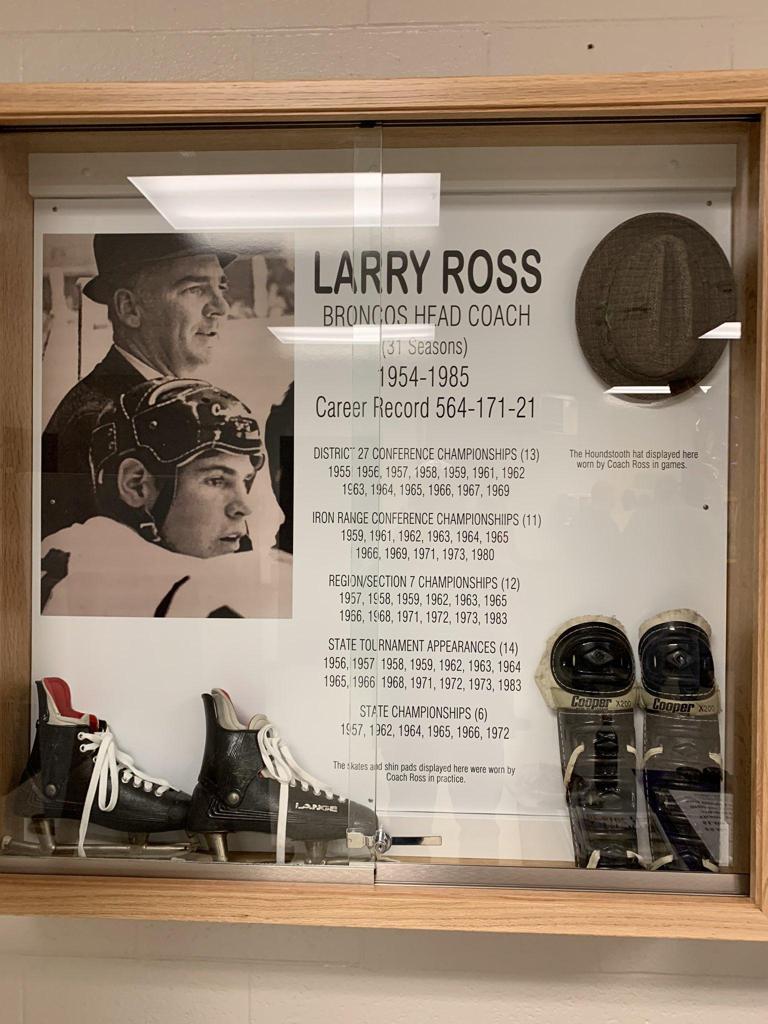 LARRY ROSS
BRONCOS HEAD COACH
(31 Seasons)
1954-1985
Career Record 564-171-21
DISTRICT 27 CONFERENCE CHAMPIONSHIPS (13)
1955, 1956, 1957, 1958, 1959, 1961, 1962
1963, 1964, 1965, 1966, 1967, 1969
IRON RANGE CONFERENCE CHAMPIONSHIIPS (11)
1959, 1961, 1962, 1963, 1964, 1965
1966, 1969, 1971, 1973, 1980
REGION/SECTION 7 CHAMPIONSHIPS (12)
1957, 1958, 1959, 1962, 1963, 1965
1966, 1968, 1971, 1972, 1973, 1983
STATE TOURNAMENT APPEARANCES (14)
1956, 1957, 1958, 1959, 1962, 1963, 1964
1965, 1966, 1968, 1971, 1972, 1973, 1983
STATE CHAMPIONSHIPS (6)
1957, 1962, 1964, 1965, 1966, 1972
The skates and shin pads displayed here were worn by
Coach Ross in practice.
The Houndstooth hat displayed here
worn by Coach Ross in games.
Cooper X200
Cooper X200
LANGE